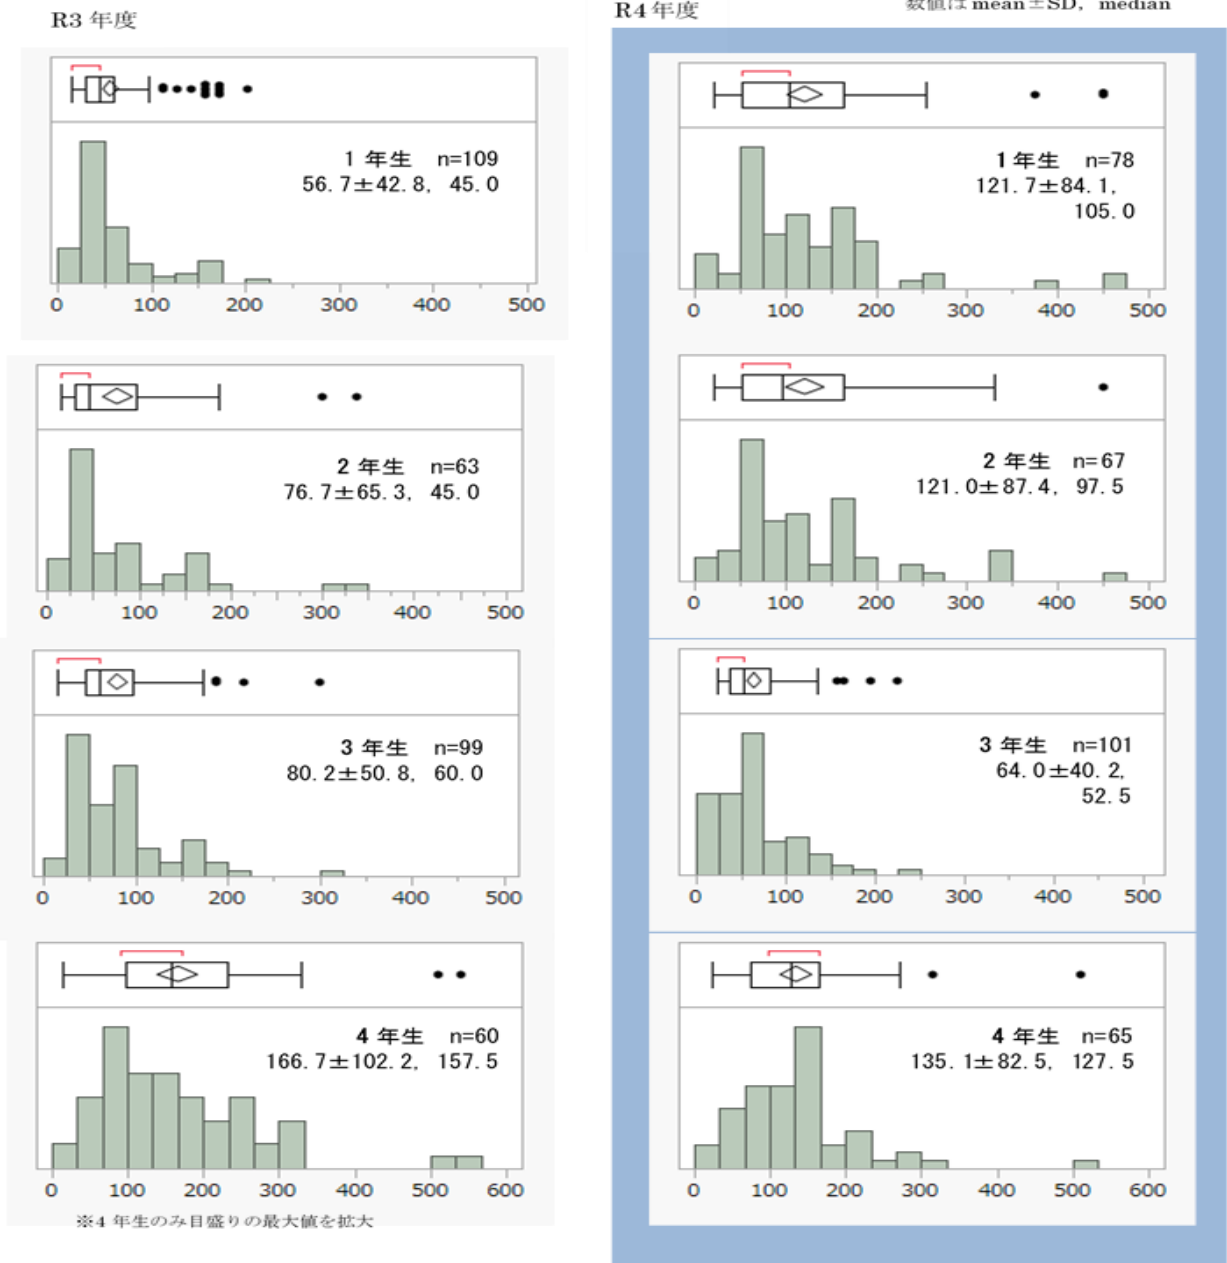 R3 年度
1 年生 n=109
56.7±42.8, 45.0
0 100 200 300 400 500
2 年生 n=63
76.7±65.3, 45.0
0 100 200 300 400 500
3 年生 n=99
80.2±50.8, 60.0
0 100 200 300 400 500
4 年生 n=60
166.7±102.2, 157.5
0 100 200 300 400 500 600
※4 年生のみ目盛りの最大値を拡大
R4年度
数値は mean±SD, median
1 年生 n=78
121.7±84.1,
105.0
0 100 200 300 400 500
2 年生 n=67
121.0±87.4, 97.5
0 100 200 300 400 500
3 年生 n=101
64.0±40.2,
52.5
0 100 200 300 400 500
4 年生 n=65
135.1±82.5, 127.5
0 100 200 300 400 500 600